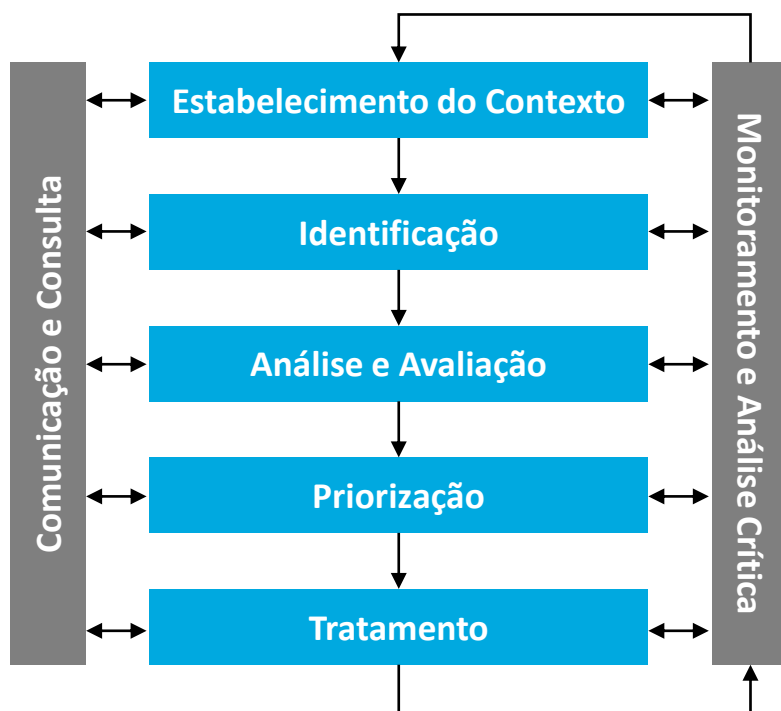 Comunicação e Consulta
Estabelecimento do Contexto
Identificação
Análise e Avaliação
Priorização
Tratamento
Monitoramento e Análise Crítica